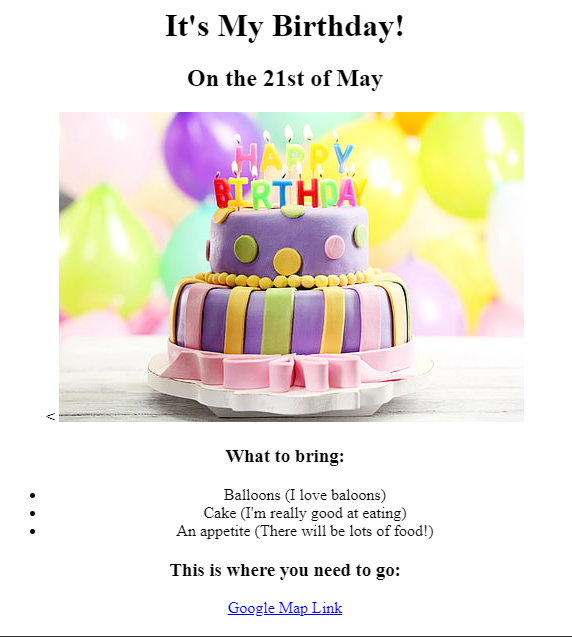 It's My Birthday!
On the 21st of May
HAPPY
BIRTHDAY
<
What to bring:
Balloons (I love baloons)
Cake (I'm really good at eating)
An appetite (There will be lots of food!)
This is where you need to go:
Google Map Link